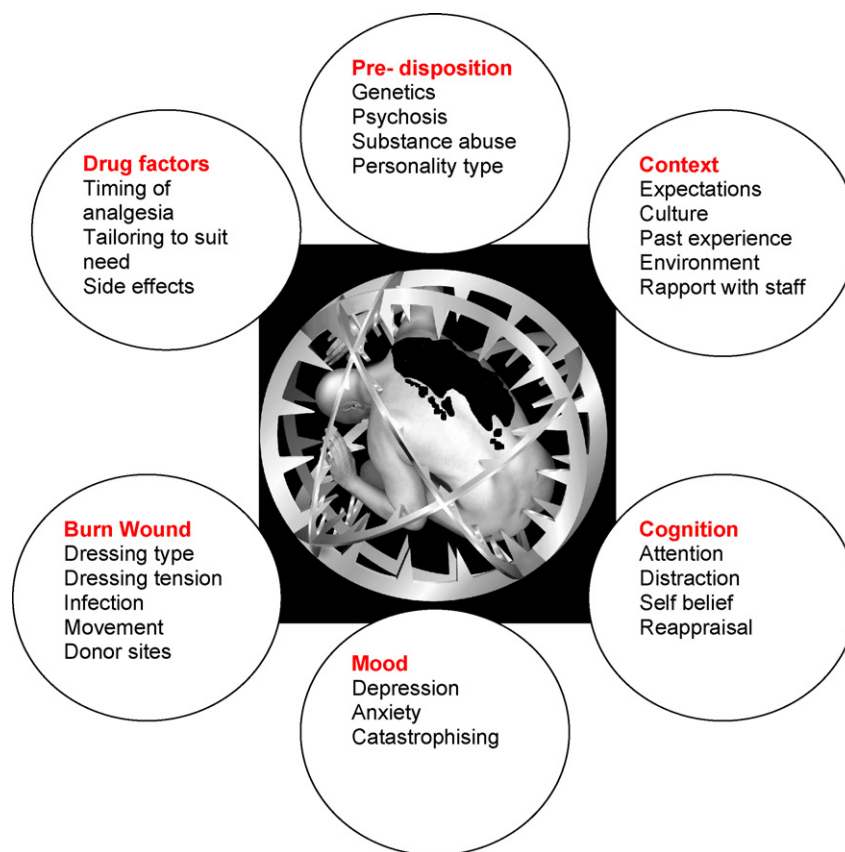 Pre- disposition
Genetics
Psychosis
Substance abuse
Personality type
Drug factors
Timing of
analgesia
Tailoring to suit
need
Side effects
Context
Expectations
Culture
Past experience
Environment
Rapport with staff
Burn Wound
Dressing type
Dressing tension
Infection
Movement
Donor sites
Cognition
Attention
Distraction
Self belief
Reappraisal
Mood
Depression
Anxiety
Catastrophising